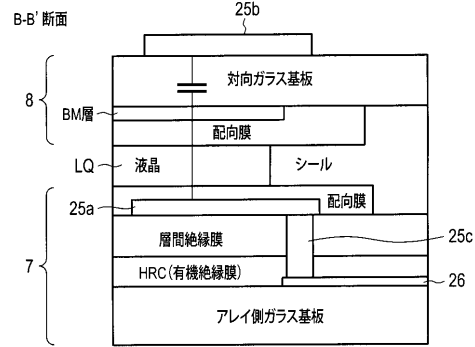 25b
B-B'断面
対向ガラス基板
8
BM層
配向膜
LQ
液晶
シール
配向膜
25a
層間絶縁膜
25c
7
HRC(有機絶縁膜)
26
アレイ側ガラス基板